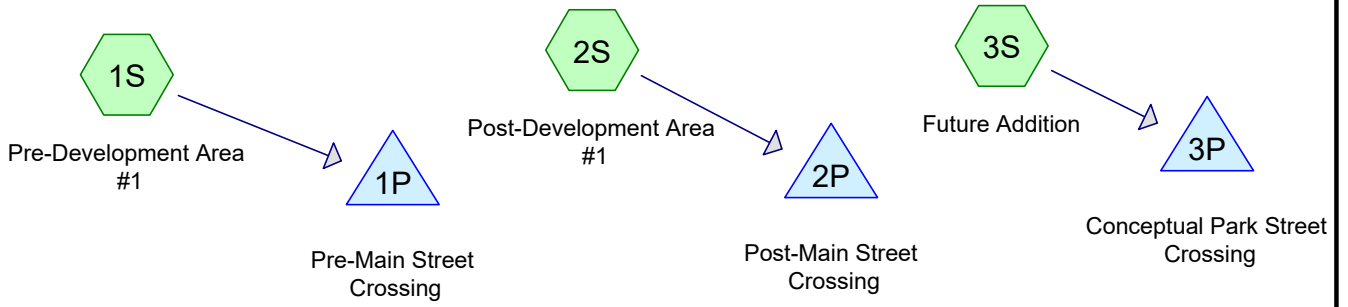 1S
Pre-Development Area
#1
1P
Pre-Main Street
Crossing
2S
Post-Development Area
#1
2P
Post-Main Street
Crossing
3S
Future Addition
3P
Conceptual Park Street
Crossing